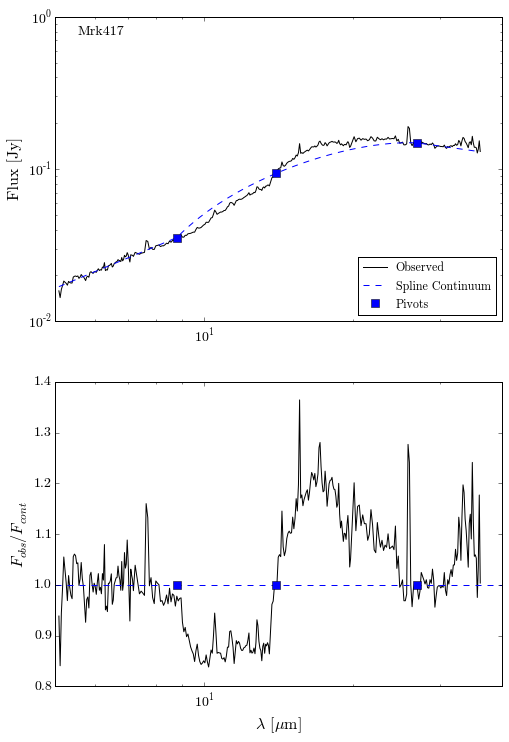 Mrk417
Flux [Jy]
10^0
10^-1
10^-2
10^1
Observed
Spline Continuum
Pivots
F_obs/F_cont
1.4
1.3
1.2
1.1
1.0
0.9
0.8
10^1
λ [μm]